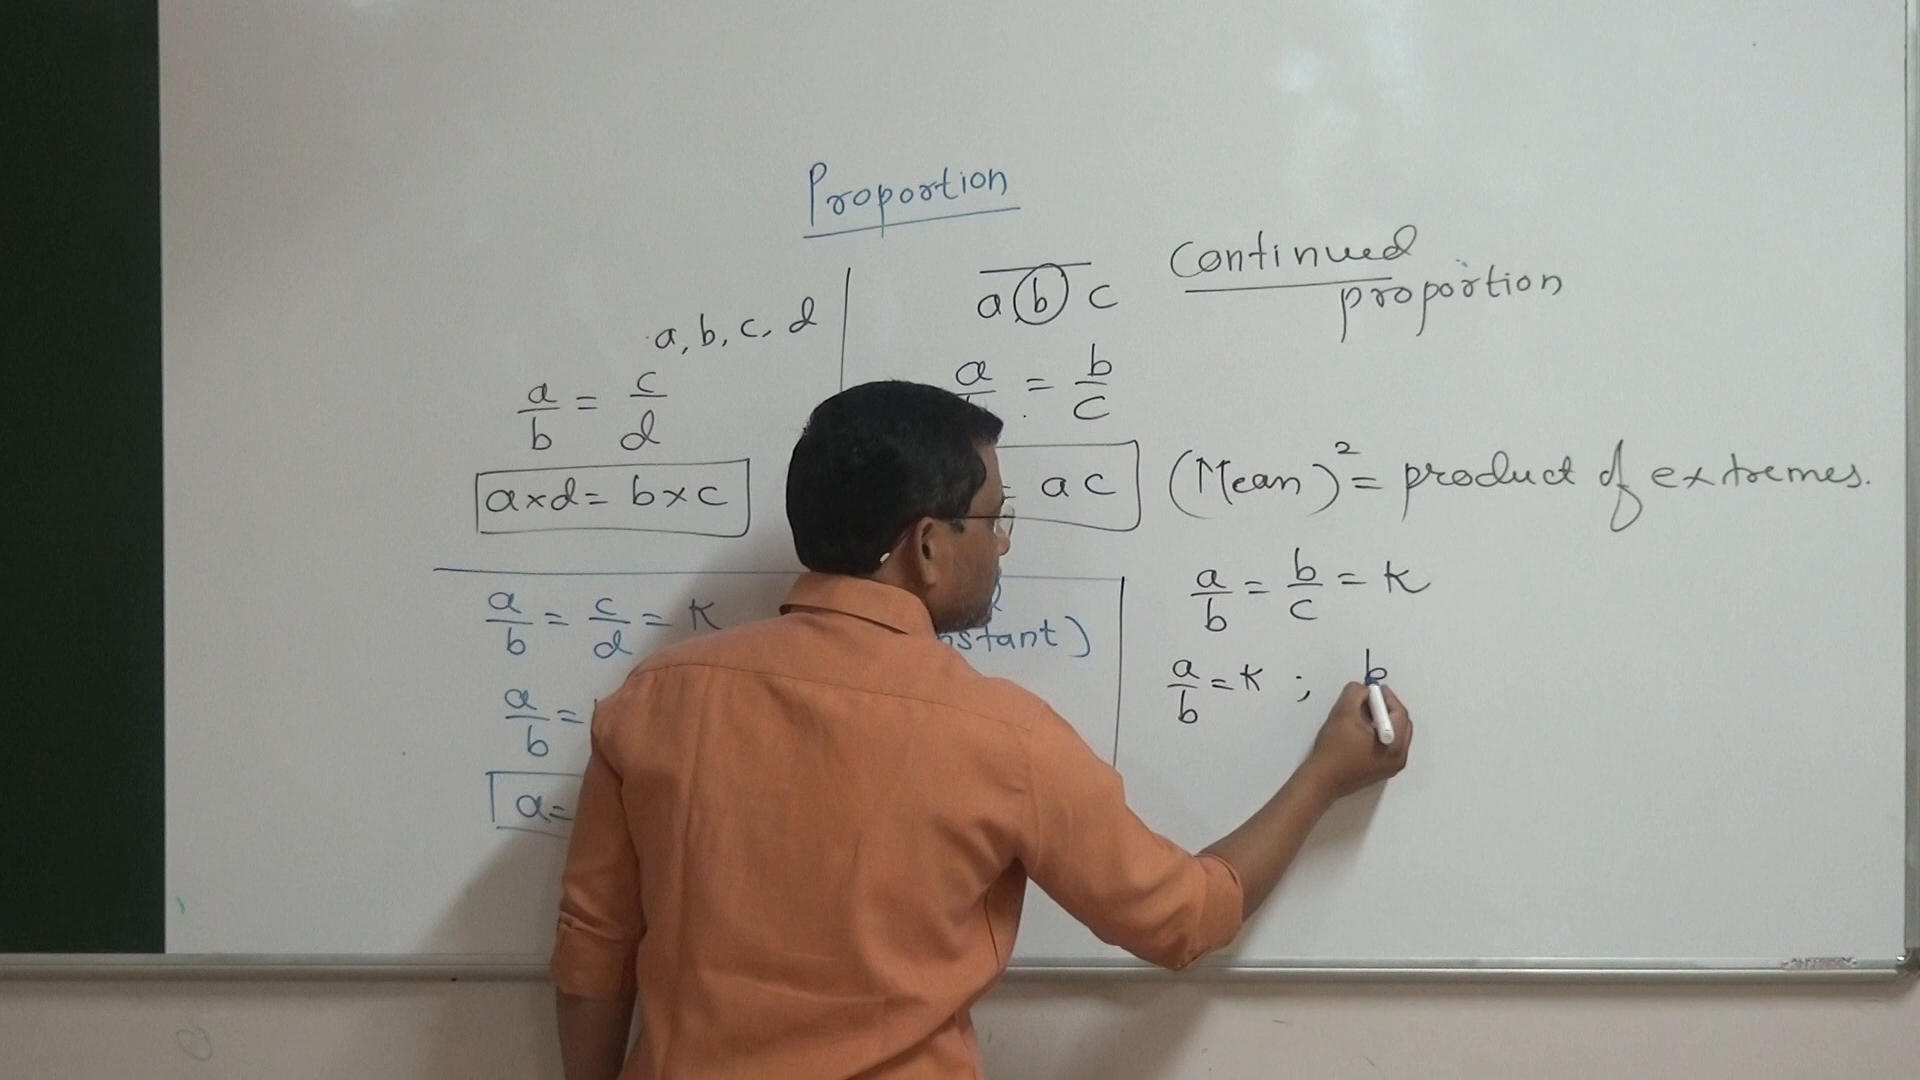 Proportion
a, b, c, d
a/b = c/d
a×d = b×c
a b c
Continued
proportion
a = b/c
= ac
(Mean)² = product of extremes.
a/b = c/d = K
stant)
a/b =
a=
a/b = b/c = K
a/b = K ; b